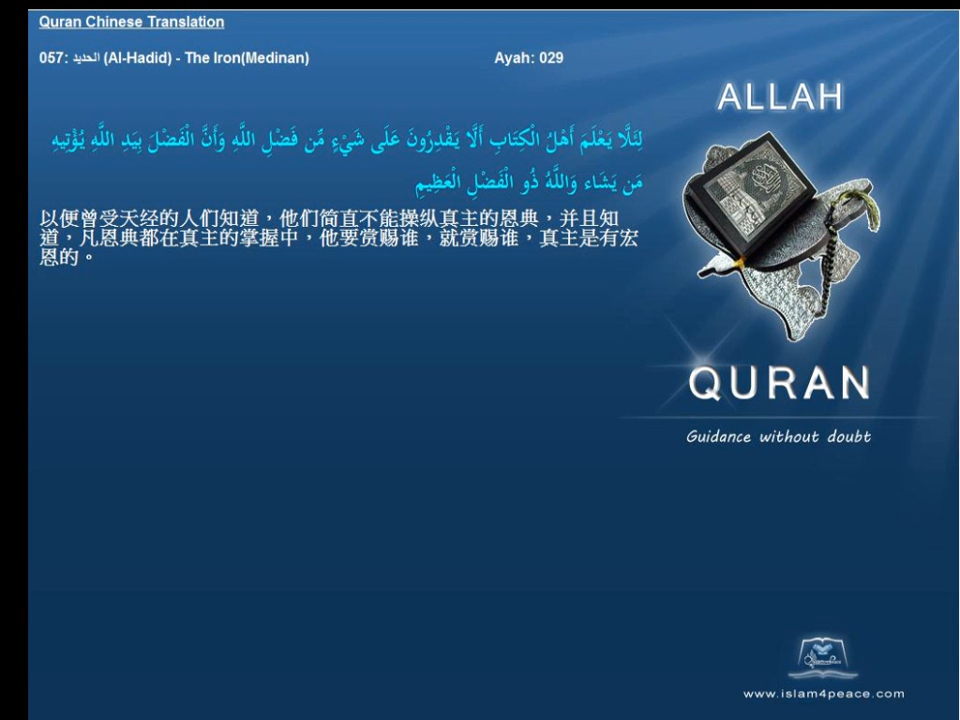 Quran Chinese Translation
057: الحديد (Al-Hadid) - The Iron(Medinan) Ayah: 029
لِئَلَّا يَعْلَمَ أَهْلُ الْكِتَابِ أَلَّا يَقْدِرُونَ عَلَى شَيْءٍ مِّن فَضْلِ اللَّهِ وَأَنَّ الْفَضْلَ بِيَدِ اللَّهِ يُؤْتِيهِ
مَن يَشَاء وَاللَّهُ ذُو الْفَضْلِ الْعَظِيمِ
以便曾受天经的人们知道，他们简直不能操纵真主的恩典，并且知
道，凡恩典都在真主的掌握中，他要赏赐谁，就赏赐谁，真主是有宏
恩的。
ALLAH
QURAN
Guidance without doubt
www.islam4peace.com